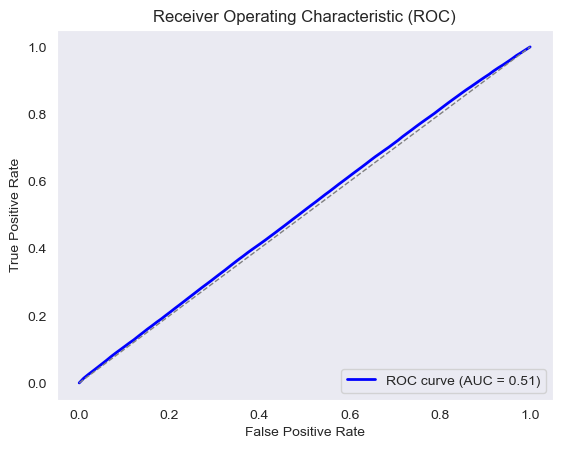 Receiver Operating Characteristic (ROC)
1.0
0.8
0.6
0.4
0.2
0.0
True Positive Rate
ROC curve (AUC = 0.51)
0.0 0.2 0.4 0.6 0.8 1.0
False Positive Rate